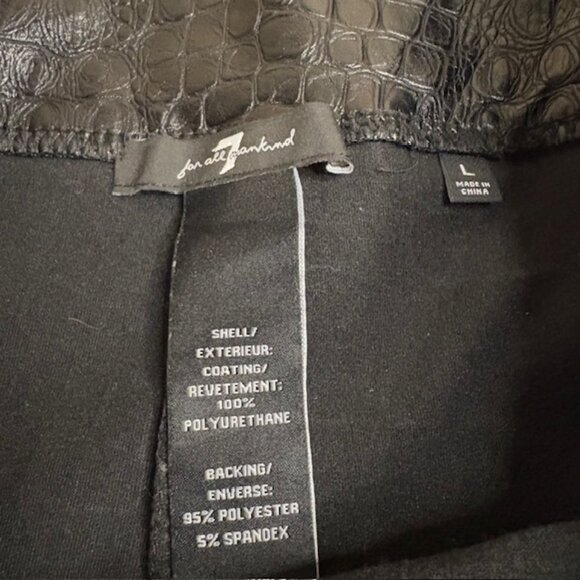 7
for all mankind
L
MADE IN
CHINA
SHELL/
EXTERIEUR:
COATING/
REVETEMENT:
100%
POLYURETHANE
BACKING/
ENVERSE:
95% POLYESTER
5% SPANDEX